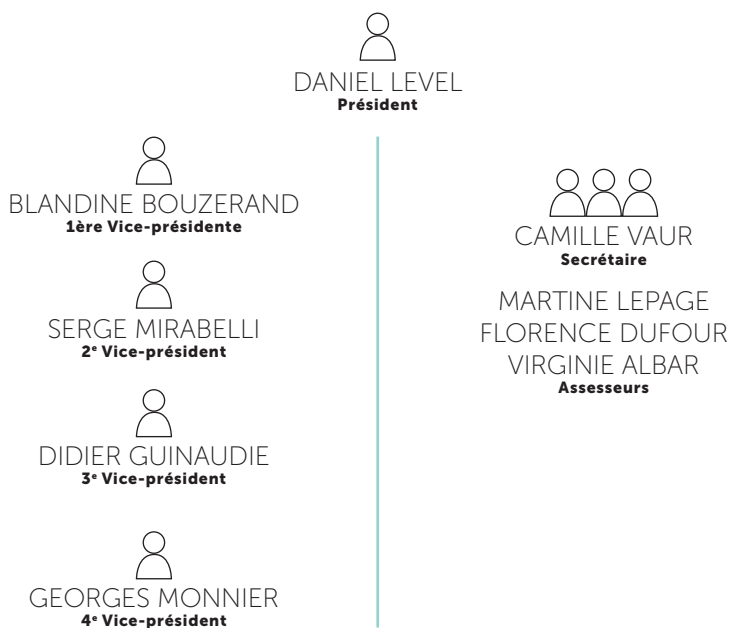 DANIEL LEVEL
Président
BLANDINE BOUZERAND
1ère Vice-présidente
SERGE MIRABELLI
2e Vice-président
DIDIER GUINAUDIE
3e Vice-président
GEORGES MONNIER
4e Vice-président
CAMILLE VAUR
Secrétaire
MARTINE LEPAGE
FLORENCE DUFOUR
VIRGINIE ALBAR
Assesseurs